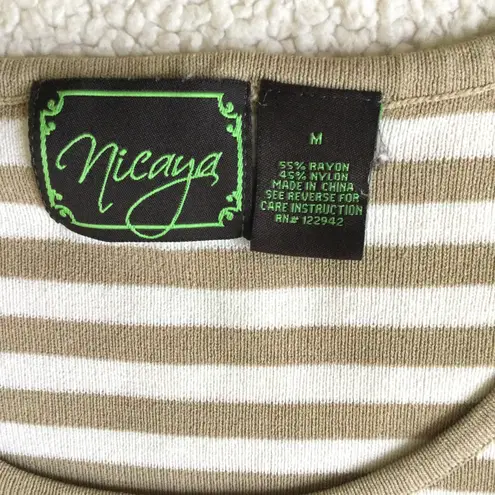 Nicaya
M
55% RAYON
45% NYLON
MADE IN CHINA
SEE REVERSE FOR
CARE INSTRUCTION
RN# 122942